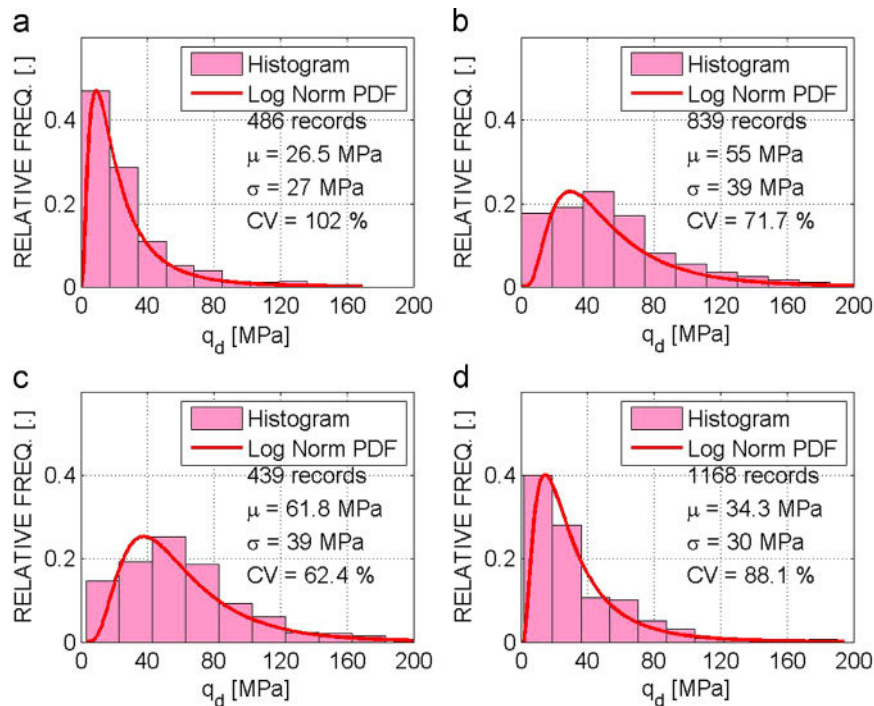 a
RELATIVE FREQ. [.]
0.4
0.2
0
Histogram
Log Norm PDF
486 records
μ = 26.5 MPa
σ = 27 MPa
CV = 102 %
0 40 80 120 160 200
q_d [MPa]
b
RELATIVE FREQ. [.]
0.4
0.2
0
Histogram
Log Norm PDF
839 records
μ = 55 MPa
σ = 39 MPa
CV = 71.7 %
0 40 80 120 160 200
q_d [MPa]
c
RELATIVE FREQ. [.]
0.4
0.2
0
Histogram
Log Norm PDF
439 records
μ = 61.8 MPa
σ = 39 MPa
CV = 62.4 %
0 40 80 120 160 200
q_d [MPa]
d
RELATIVE FREQ. [.]
0.4
0.2
0
Histogram
Log Norm PDF
1168 records
μ = 34.3 MPa
σ = 30 MPa
CV = 88.1 %
0 40 80 120 160 200
q_d [MPa]